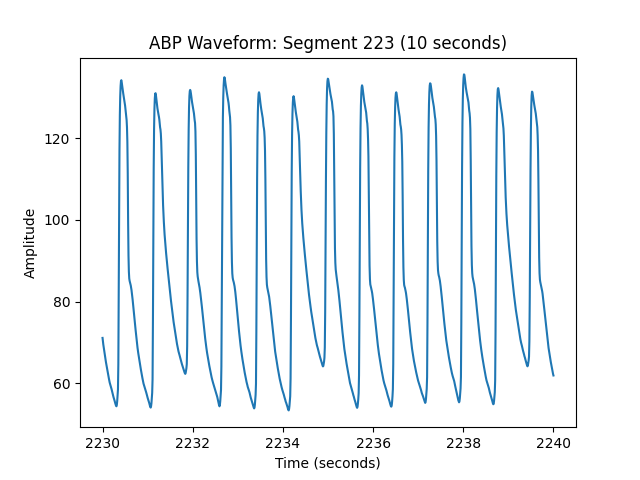 ABP Waveform: Segment 223 (10 seconds)
120
100
80
60
Amplitude
2230 2232 2234 2236 2238 2240
Time (seconds)